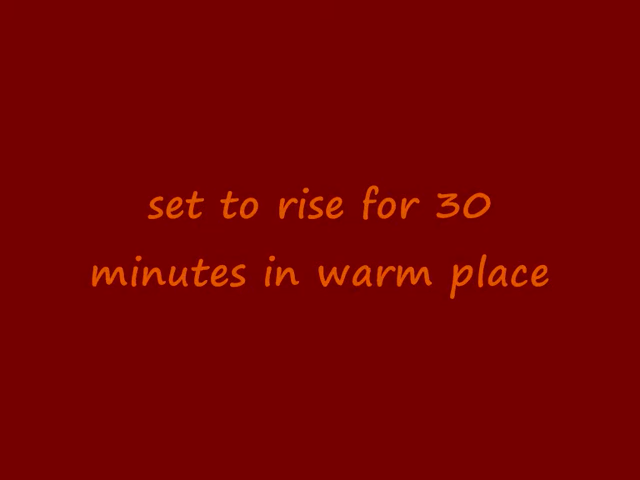 set to rise for 30
minutes in warm place